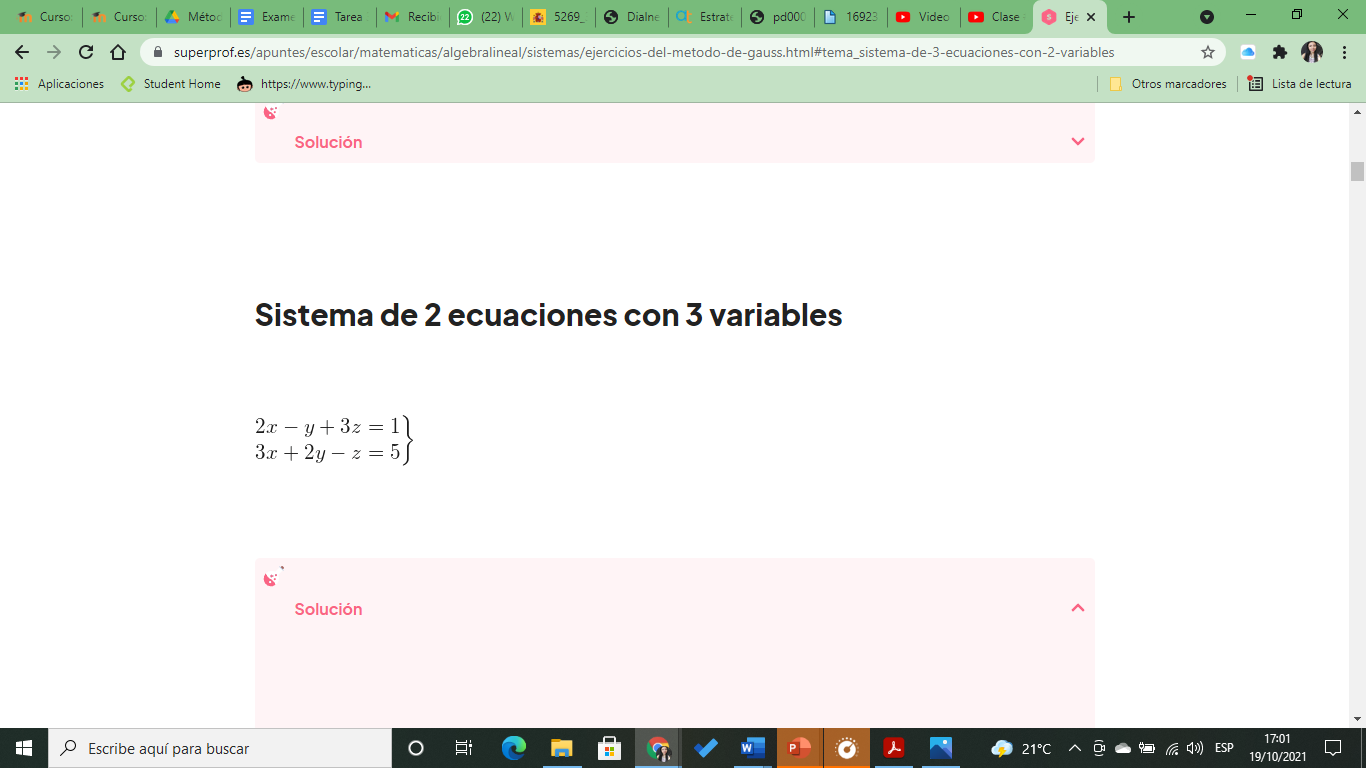 Curso
Curso
Métod
Exame
Tarea
Recibi
(22) W
5269_
Dialne
Estrate
pd000
16923
Video
Clase
Eje
superprof.es/apuntes/escolar/matematicas/algebralineal/sistemas/ejercicios-del-metodo-de-gauss.html#tema_sistema-de-3-ecuaciones-con-2-variables
Aplicaciones
Student Home
https://www.typing...
Otros marcadores
Lista de lectura
Solución
Sistema de 2 ecuaciones con 3 variables
2x − y + 3z = 1
3x + 2y − z = 5
Solución
Escribe aquí para buscar
21°C
ESP
17:01
19/10/2021